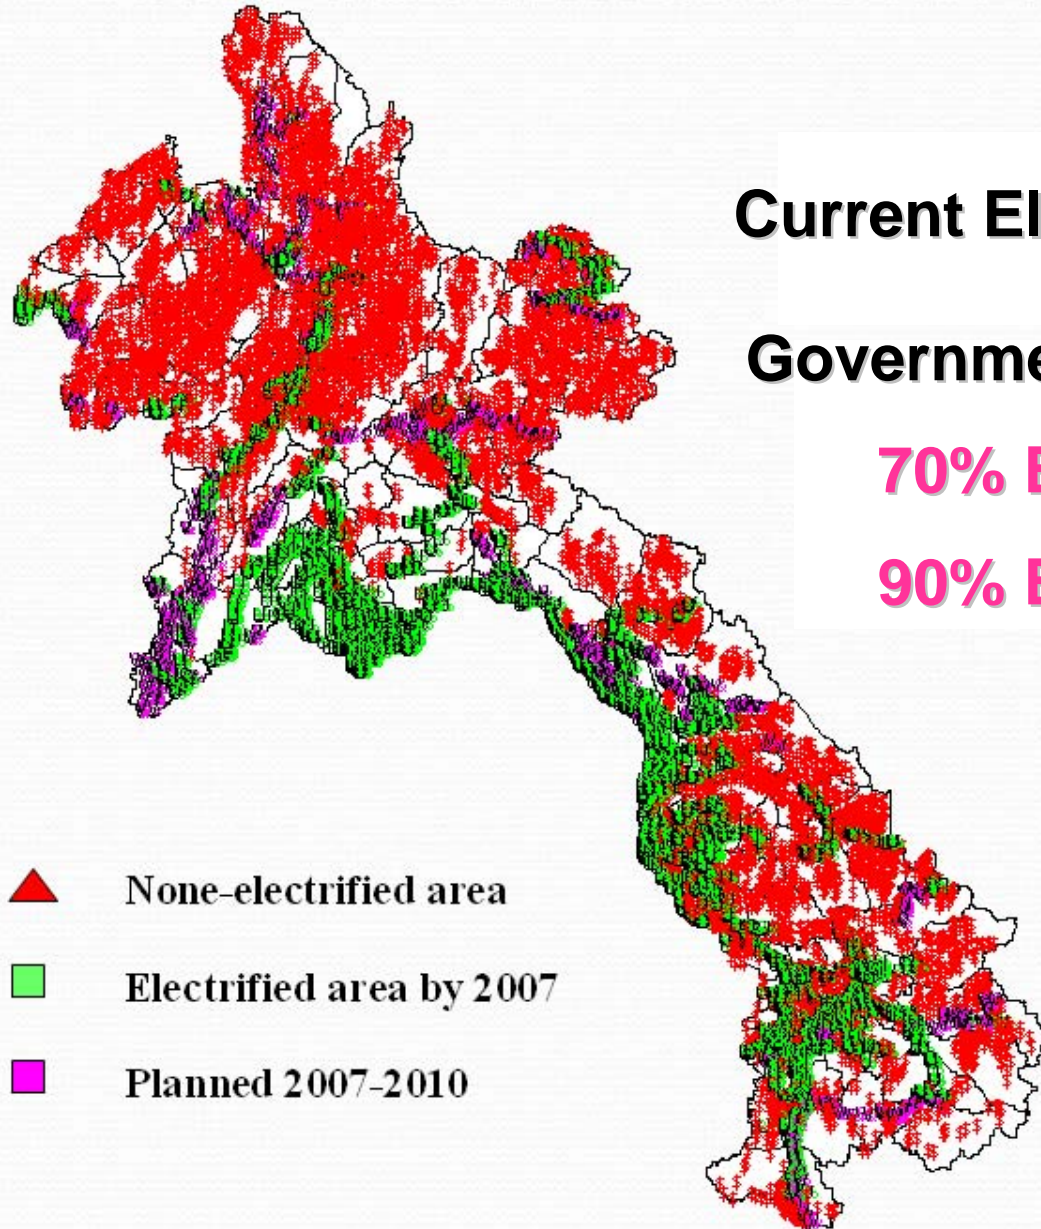 Current El
Governme
70% E
90% E
None-electrified area
Electrified area by 2007
Planned 2007-2010